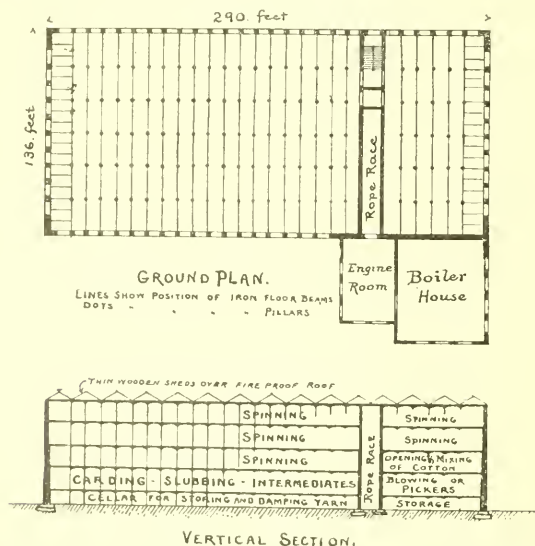 290. feet
A
136. feet
Rope Race
Engine
Room
Boiler
House
GROUND PLAN.
LINES SHOW POSITION OF IRON FLOOR BEAMS
DOTS " " " " PILLARS
THIN WOODEN SHEDS OVER FIRE PROOF ROOF
SPINNING
SPINNING
SPINNING
CARDING - SLUBBING - INTERMEDIATES
CELLAR FOR STORING AND DAMPING YARN
ROPE RACE
SPINNING
SPINNING
OPENING & MIXING
OF COTTON
BLOWING OR
PICKERS
STORAGE
VERTICAL SECTION.